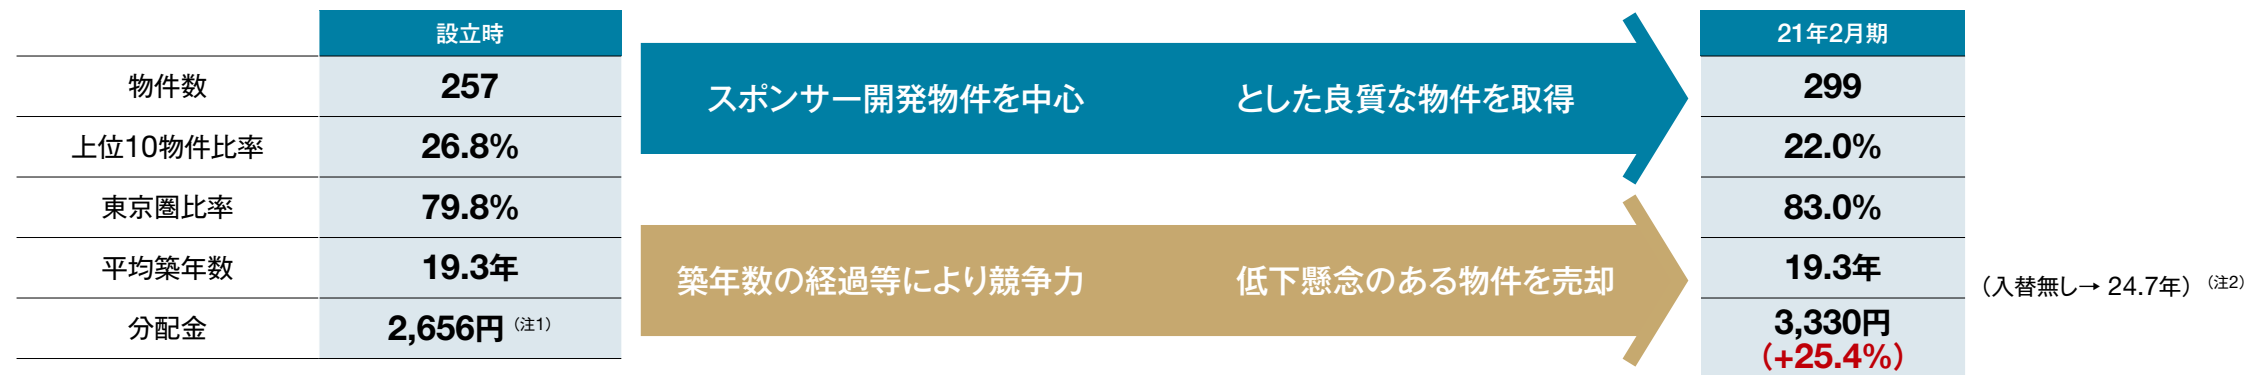 設立時
物件数 257
上位10物件比率 26.8%
東京圏比率 79.8%
平均築年数 19.3年
分配金 2,656円（注1）
スポンサー開発物件を中心 とした良質な物件を取得
築年数の経過等により競争力 低下懸念のある物件を売却
21年2月期
299
22.0%
83.0%
19.3年
（入替無し→ 24.7年）（注2）
3,330円
（+25.4%）